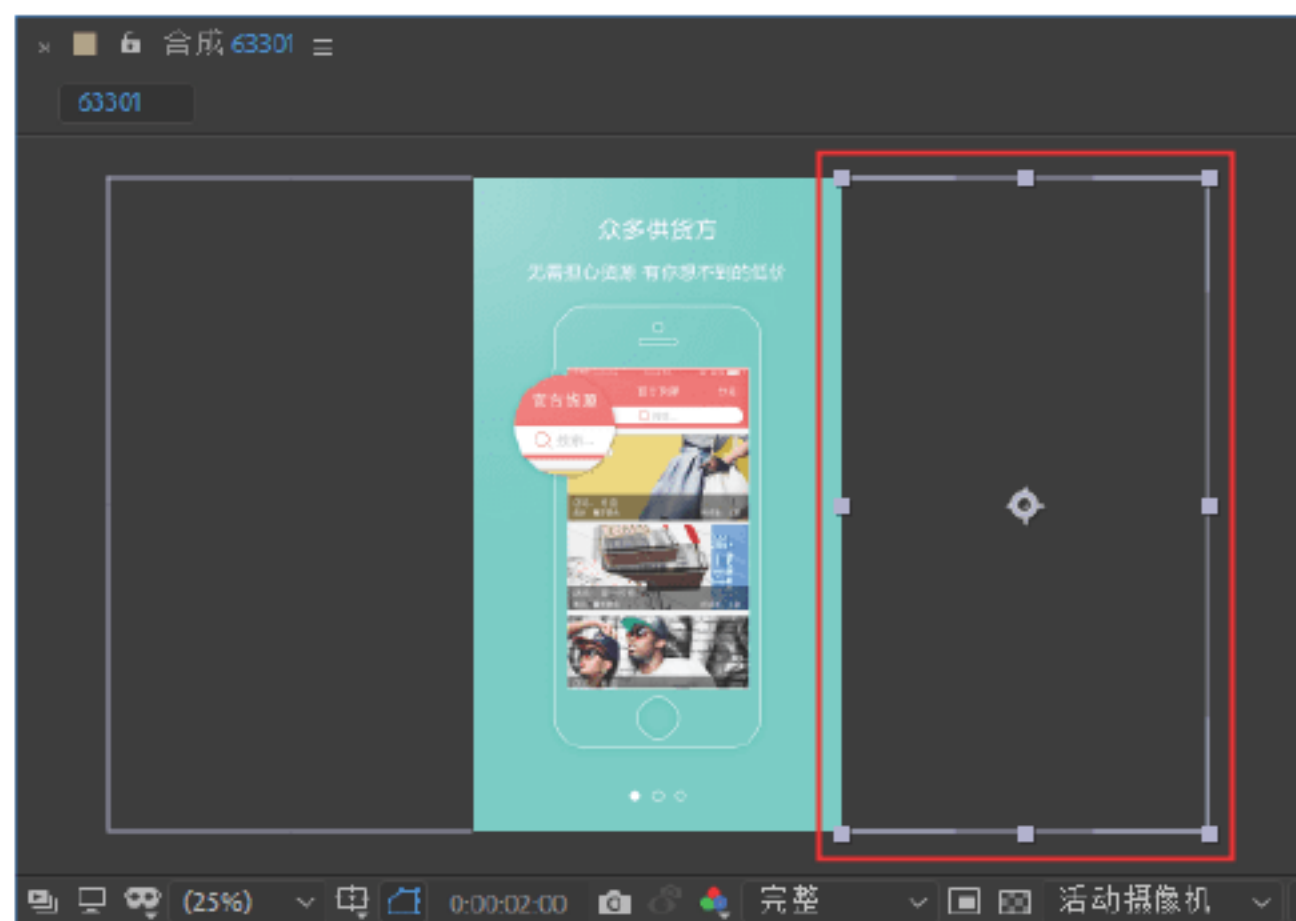 合成 63301
63301
众多供货方
无需担心货源 有你想不到的低价
官方货源
搜索...
(25%)
0:00:02:00
完整
活动摄像机